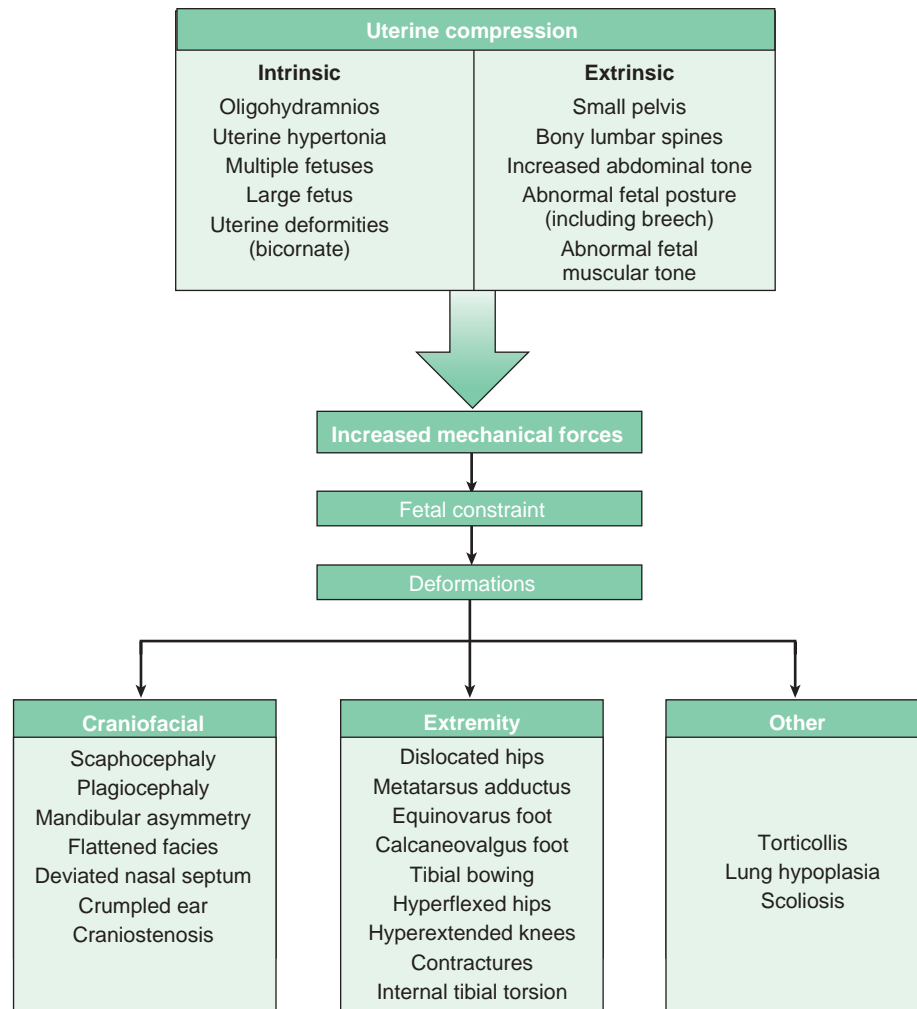 Uterine compression
Intrinsic
Oligohydramnios
Uterine hypertonia
Multiple fetuses
Large fetus
Uterine deformities
(bicornate)
Extrinsic
Small pelvis
Bony lumbar spines
Increased abdominal tone
Abnormal fetal posture
(including breech)
Abnormal fetal
muscular tone
Increased mechanical forces
Fetal constraint
Deformations
Craniofacial
Scaphocephaly
Plagiocephaly
Mandibular asymmetry
Flattened facies
Deviated nasal septum
Crumpled ear
Craniostenosis
Extremity
Dislocated hips
Metatarsus adductus
Equinovarus foot
Calcaneovalgus foot
Tibial bowing
Hyperflexed hips
Hyperextended knees
Contractures
Internal tibial torsion
Other
Torticollis
Lung hypoplasia
Scoliosis